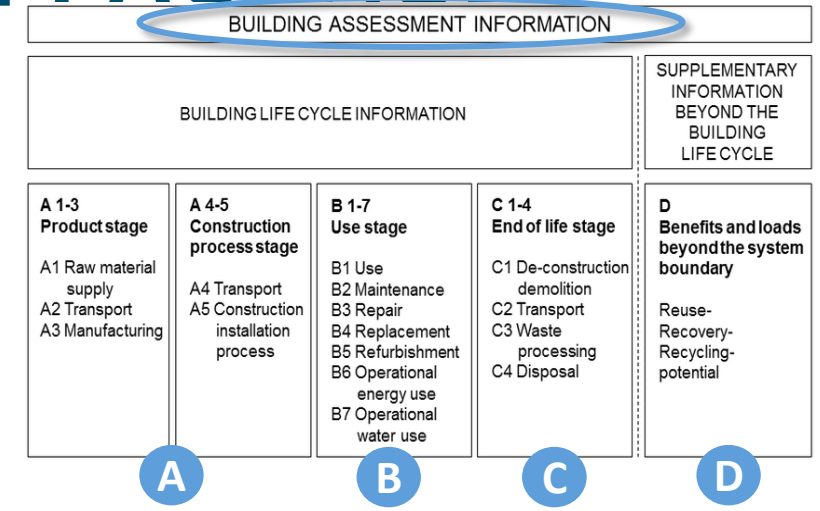 BUILDING ASSESSMENT INFORMATION
BUILDING LIFE CYCLE INFORMATION
SUPPLEMENTARY
INFORMATION
BEYOND THE
BUILDING
LIFE CYCLE
A 1-3
Product stage
A1 Raw material
supply
A2 Transport
A3 Manufacturing
A 4-5
Construction
process stage
A4 Transport
A5 Construction
installation
process
B 1-7
Use stage
B1 Use
B2 Maintenance
B3 Repair
B4 Replacement
B5 Refurbishment
B6 Operational
energy use
B7 Operational
water use
C 1-4
End of life stage
C1 De-construction
demolition
C2 Transport
C3 Waste
processing
C4 Disposal
D
Benefits and loads
beyond the system
boundary
Reuse-
Recovery-
Recycling-
potential
A
B
C
D